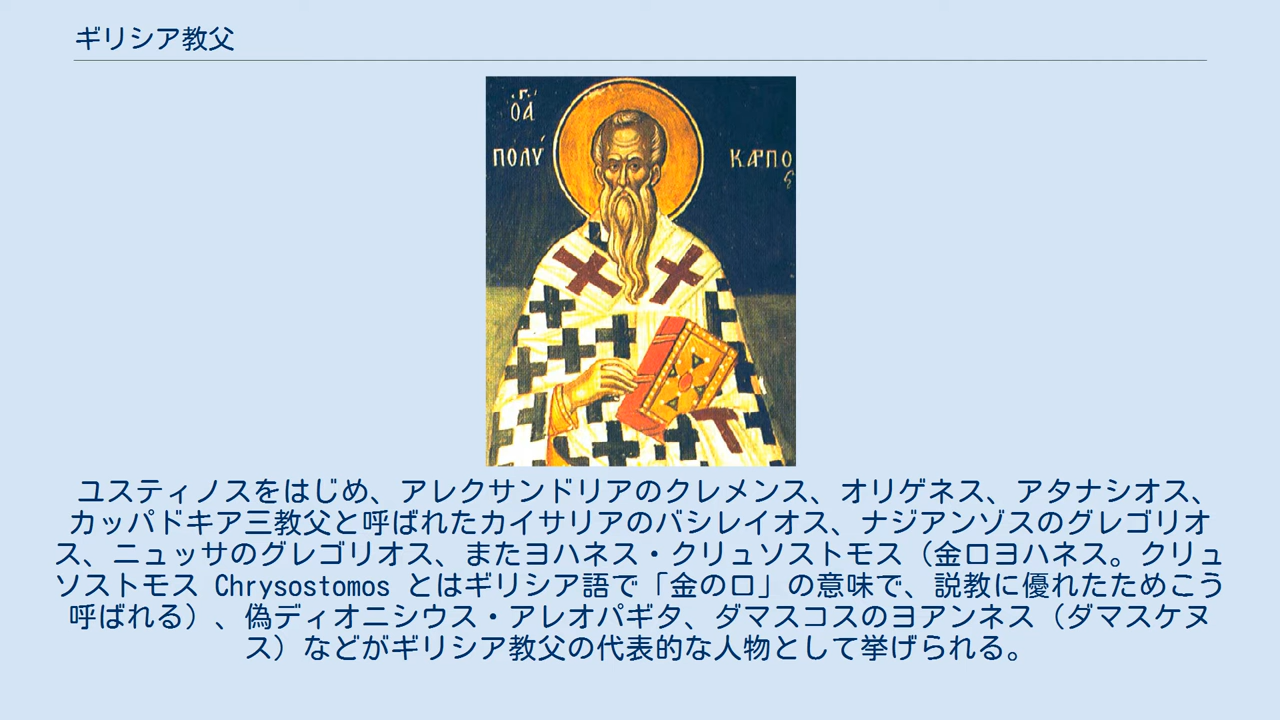 ギリシア教父
.Γ.
ΟΑ
ΠΟΛΥ ΚΑΡΠΟ
ς
ユスティノスをはじめ、アレクサンドリアのクレメンス、オリゲネス、アタナシオス、
カッパドキア三教父と呼ばれたカイサリアのバシレイオス、ナジアンゾスのグレゴリオ
ス、ニュッサのグレゴリオス、またヨハネス・クリュソストモス（金口ヨハネス。クリュ
ソストモス Chrysostomos とはギリシア語で「金の口」の意味で、説教に優れたためこう
呼ばれる）、偽ディオニシウス・アレオパギタ、ダマスコスのヨアンネス（ダマスケヌ
ス）などがギリシア教父の代表的な人物として挙げられる。